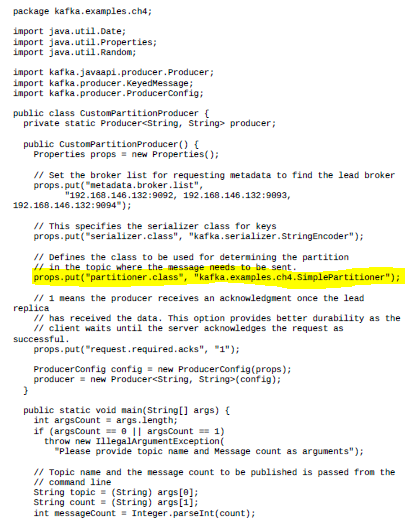 package kafka.examples.ch4;
import java.util.Date;
import java.util.Properties;
import java.util.Random;
import kafka.javaapi.producer.Producer;
import kafka.producer.KeyedMessage;
import kafka.producer.ProducerConfig;
public class CustomPartitionProducer {
private static Producer<String, String> producer;
public CustomPartitionProducer() {
Properties props = new Properties();
// Set the broker list for requesting metadata to find the lead broker
props.put("metadata.broker.list",
"192.168.146.132:9092, 192.168.146.132:9093,
192.168.146.132:9094");
// This specifies the serializer class for keys
props.put("serializer.class", "kafka.serializer.StringEncoder");
// Defines the class to be used for determining the partition
// in the topic where the message needs to be sent.
props.put("partitioner.class", "kafka.examples.ch4.SimplePartitioner");
// 1 means the producer receives an acknowledgment once the lead
replica
// has received the data. This option provides better durability as the
// client waits until the server acknowledges the request as
successful.
props.put("request.required.acks", "1");
ProducerConfig config = new ProducerConfig(props);
producer = new Producer<String, String>(config);
}
public static void main(String[] args) {
int argsCount = args.length;
if (argsCount == 0 || argsCount == 1)
throw new IllegalArgumentException(
"Please provide topic name and Message count as arguments");
// Topic name and the message count to be published is passed from the
// command line
String topic = (String) args[0];
String count = (String) args[1];
int messageCount = Integer.parseInt(count);